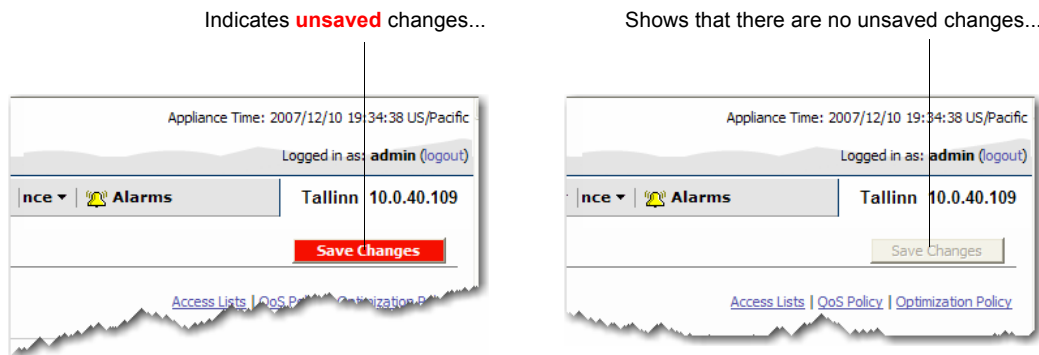 Indicates unsaved changes...
Shows that there are no unsaved changes...
Appliance Time: 2007/12/10 19:34:38 US/Pacific
Logged in as: admin (logout)
nce Alarms
Tallinn 10.0.40.109
Save Changes
Access Lists | QoS
Appliance Time: 2007/12/10 19:34:38 US/Pacific
Logged in as: admin (logout)
nce Alarms
Tallinn 10.0.40.109
Save Changes
Access Lists | QoS Policy | Optimization Policy